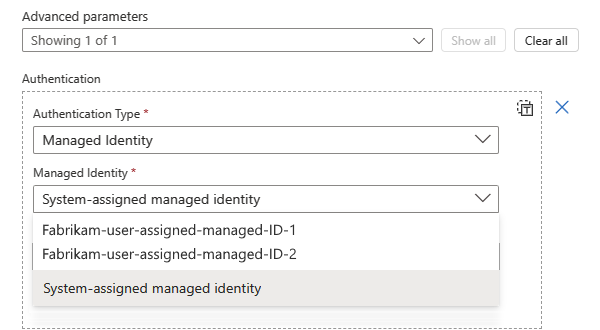 Advanced parameters
Showing 1 of 1
Show all
Clear all
Authentication
Authentication Type *
Managed Identity
Managed Identity *
System-assigned managed identity
Fabrikam-user-assigned-managed-ID-1
Fabrikam-user-assigned-managed-ID-2
System-assigned managed identity